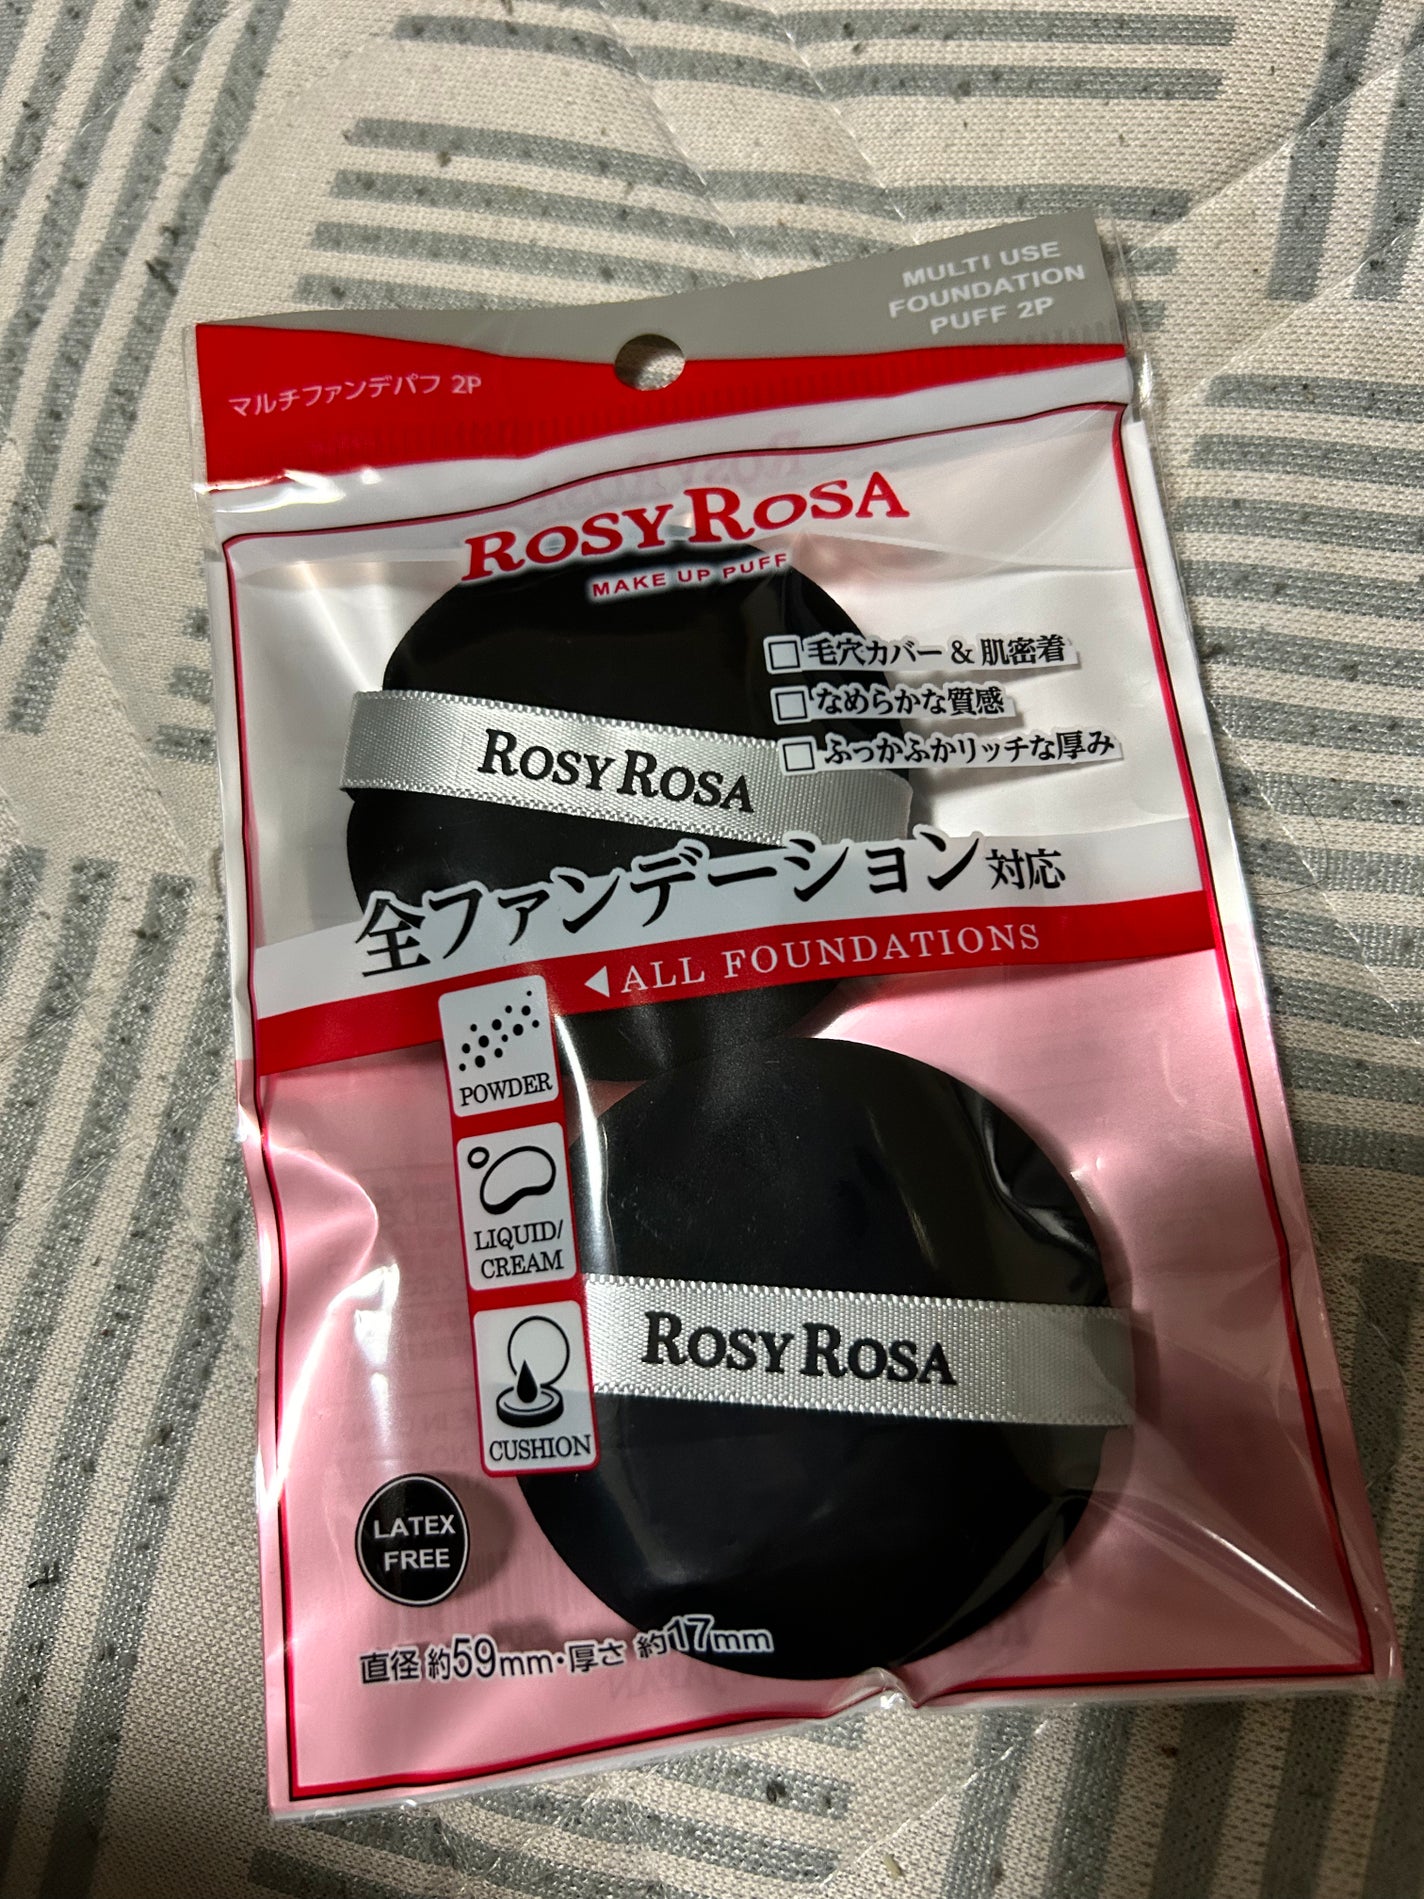 MULTI USE
FOUNDATION
PUFF 2P
マルチファンデパフ 2P
ROSY ROSA
MAKE UP PUFF
□毛穴カバー & 肌密着
□なめらかな質感
□ふっかふかリッチな厚み
ROSY ROSA
全ファンデーション対応
◀ALL FOUNDATIONS
POWDER
LIQUID/
CREAM
ROSY ROSA
CUSHION
LATEX
FREE
直径 約59mm・厚さ 約17mm